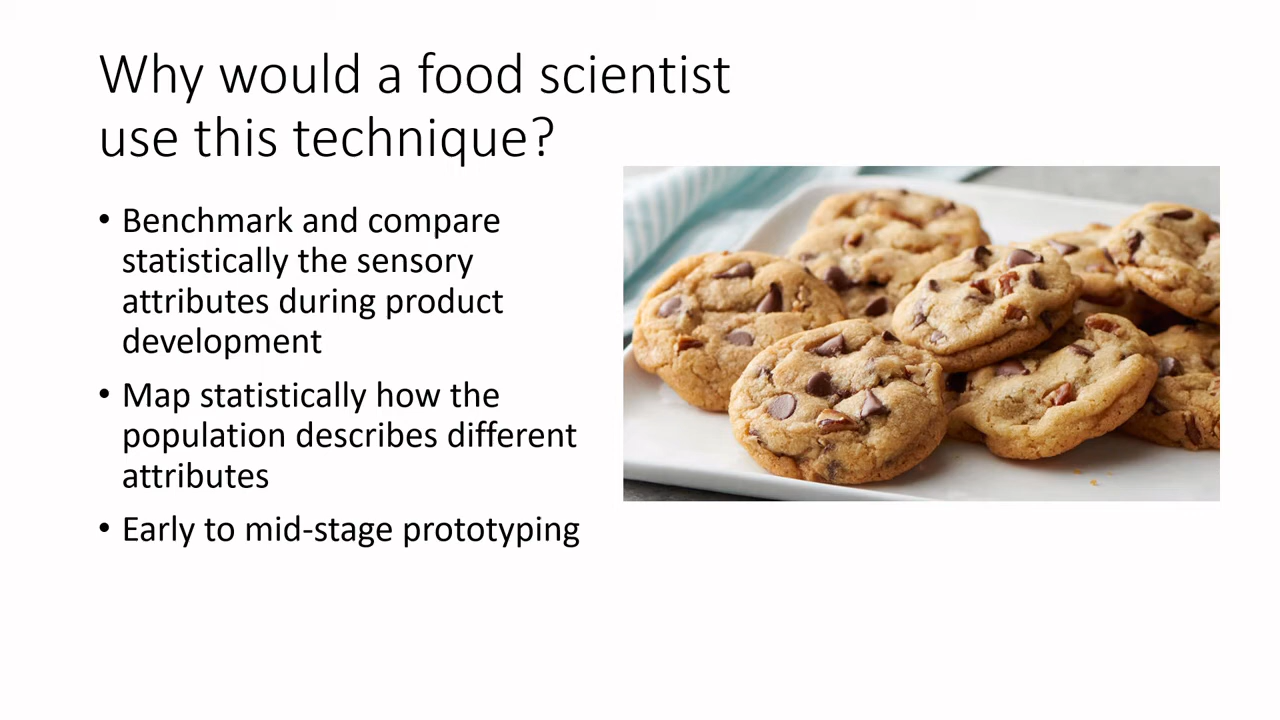 Why would a food scientist
use this technique?
• Benchmark and compare
statistically the sensory
attributes during product
development
• Map statistically how the
population describes different
attributes
• Early to mid-stage prototyping